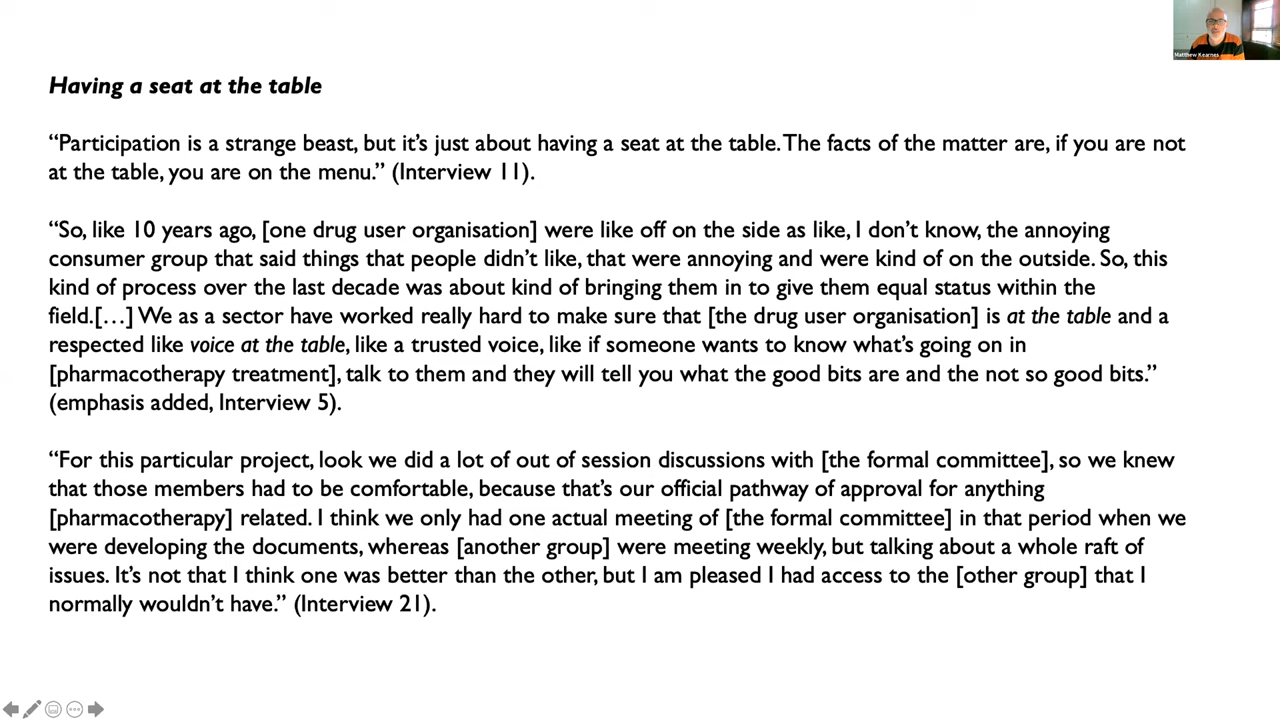 Matthew Kearnes
Having a seat at the table
“Participation is a strange beast, but it’s just about having a seat at the table. The facts of the matter are, if you are not
at the table, you are on the menu.” (Interview 11).
“So, like 10 years ago, [one drug user organisation] were like off on the side as like, I don’t know, the annoying
consumer group that said things that people didn’t like, that were annoying and were kind of on the outside. So, this
kind of process over the last decade was about kind of bringing them in to give them equal status within the
field.[…] We as a sector have worked really hard to make sure that [the drug user organisation] is at the table and a
respected like voice at the table, like a trusted voice, like if someone wants to know what’s going on in
[pharmacotherapy treatment], talk to them and they will tell you what the good bits are and the not so good bits.”
(emphasis added, Interview 5).
“For this particular project, look we did a lot of out of session discussions with [the formal committee], so we knew
that those members had to be comfortable, because that’s our official pathway of approval for anything
[pharmacotherapy] related. I think we only had one actual meeting of [the formal committee] in that period when we
were developing the documents, whereas [another group] were meeting weekly, but talking about a whole raft of
issues. It’s not that I think one was better than the other, but I am pleased I had access to the [other group] that I
normally wouldn’t have.” (Interview 21).